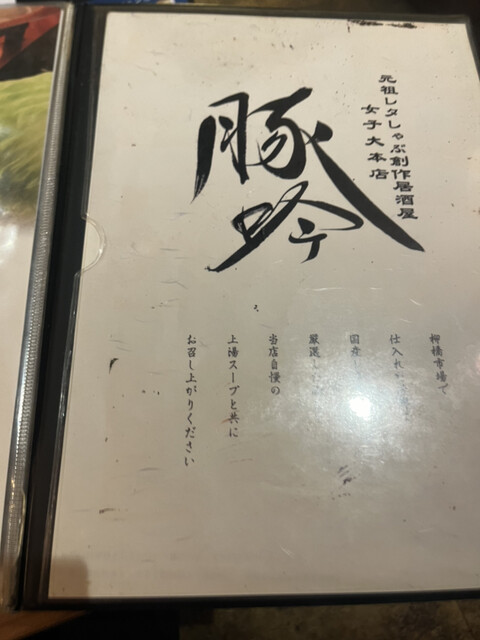 元祖レタしゃぶ創作居酒屋
女子大本店
豚吟
柳橋市場で
仕入れた
国産
厳選した
当店自慢の
上湯スープと共に
お召し上がりください